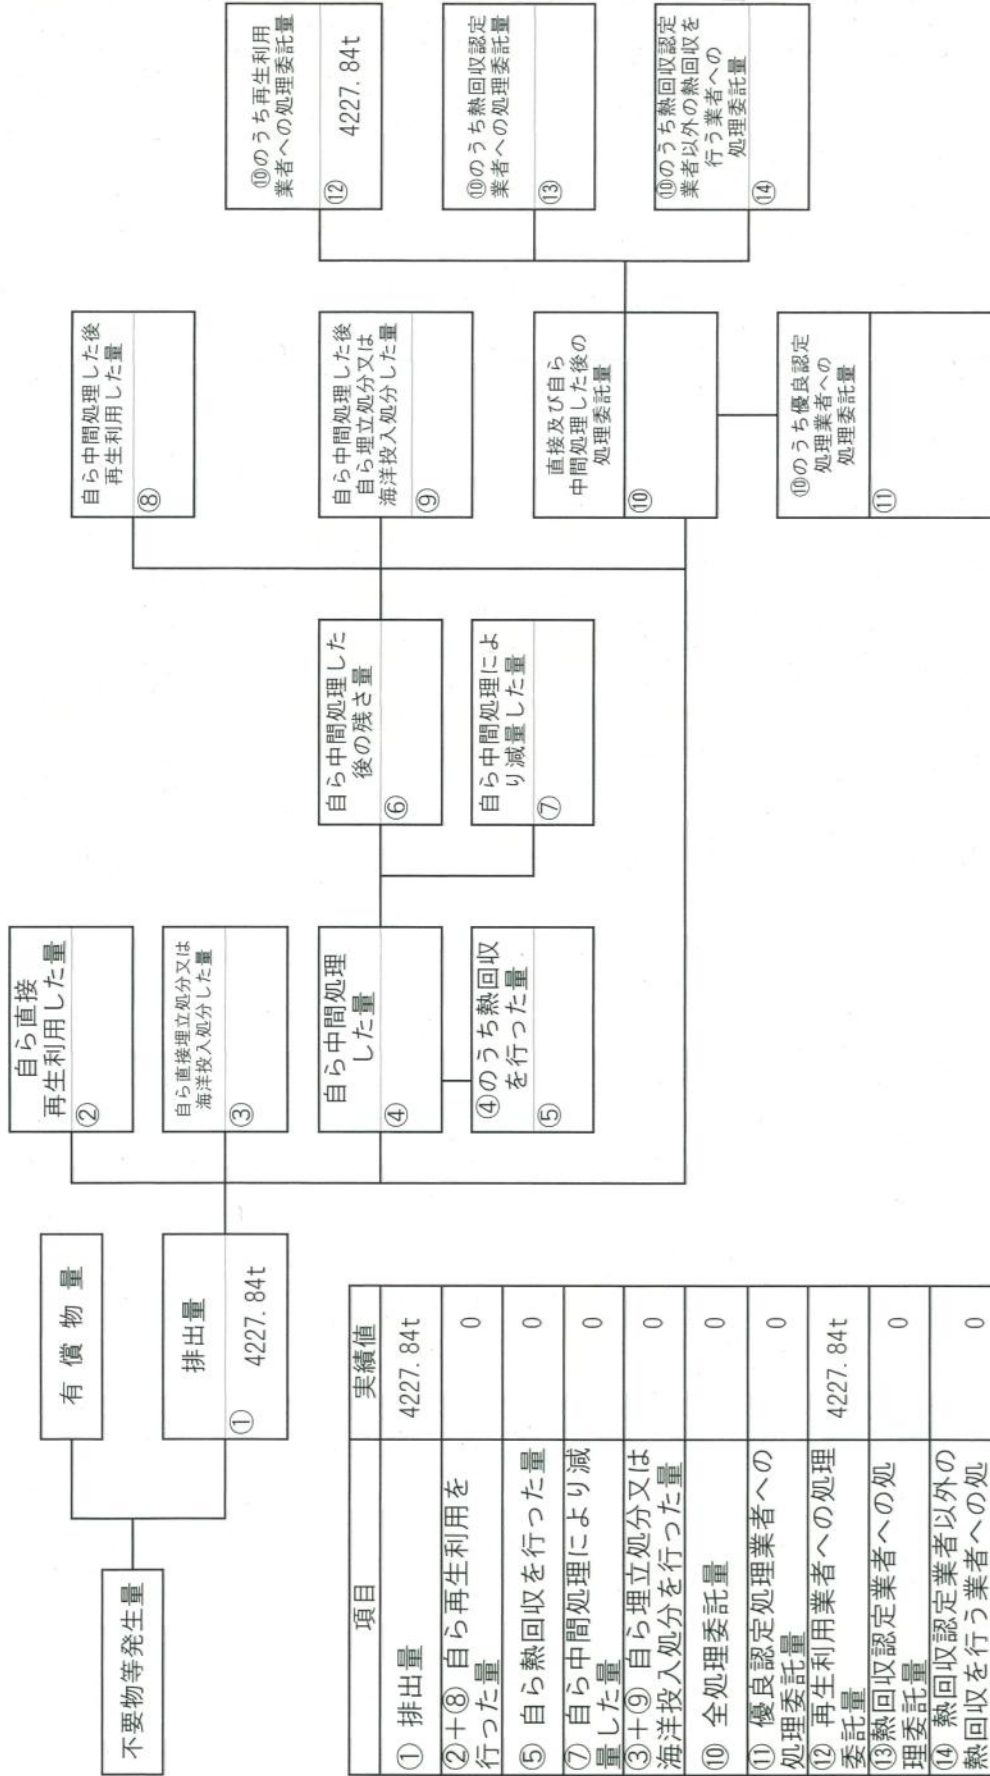 不要物等発生量
有償物量
排出量
① 4227.84t
自ら直接
再生利用した量
②
自ら直接埋立処分又は
海洋投入処分した量
③
自ら中間処理
した量
④
④のうち熱回収
を行った量
⑤
自ら中間処理した
後の残さ量
⑥
自ら中間処理によ
り減量した量
⑦
自ら中間処理した後
再生利用した量
⑧
自ら中間処理した後
自ら埋立処分又は
海洋投入処分した量
⑨
直接及び自ら
中間処理した後の
処理委託量
⑩
⑩のうち優良認定
処理業者への
処理委託量
⑪
⑩のうち再生利用
業者への処理委託量
⑫ 4227.84t
⑩のうち熱回収認定
業者への処理委託量
⑬
⑩のうち熱回収認定
業者以外の熱回収を
行う業者への
処理委託量
⑭
項目 実績値
① 排出量 4227.84t
②+⑧ 自ら再生利用を
行った量 0
⑤ 自ら熱回収を行った量 0
⑦ 自ら中間処理により減
量した量 0
③+⑨ 自ら埋立処分又は
海洋投入処分を行った量 0
⑩ 全処理委託量 0
⑪ 優良認定処理業者への
処理委託量 0
⑫ 再生利用業者への処理
委託量 4227.84t
⑬熱回収認定業者への処
理委託量 0
⑭ 熱回収認定業者以外の
熱回収を行う業者への処 0